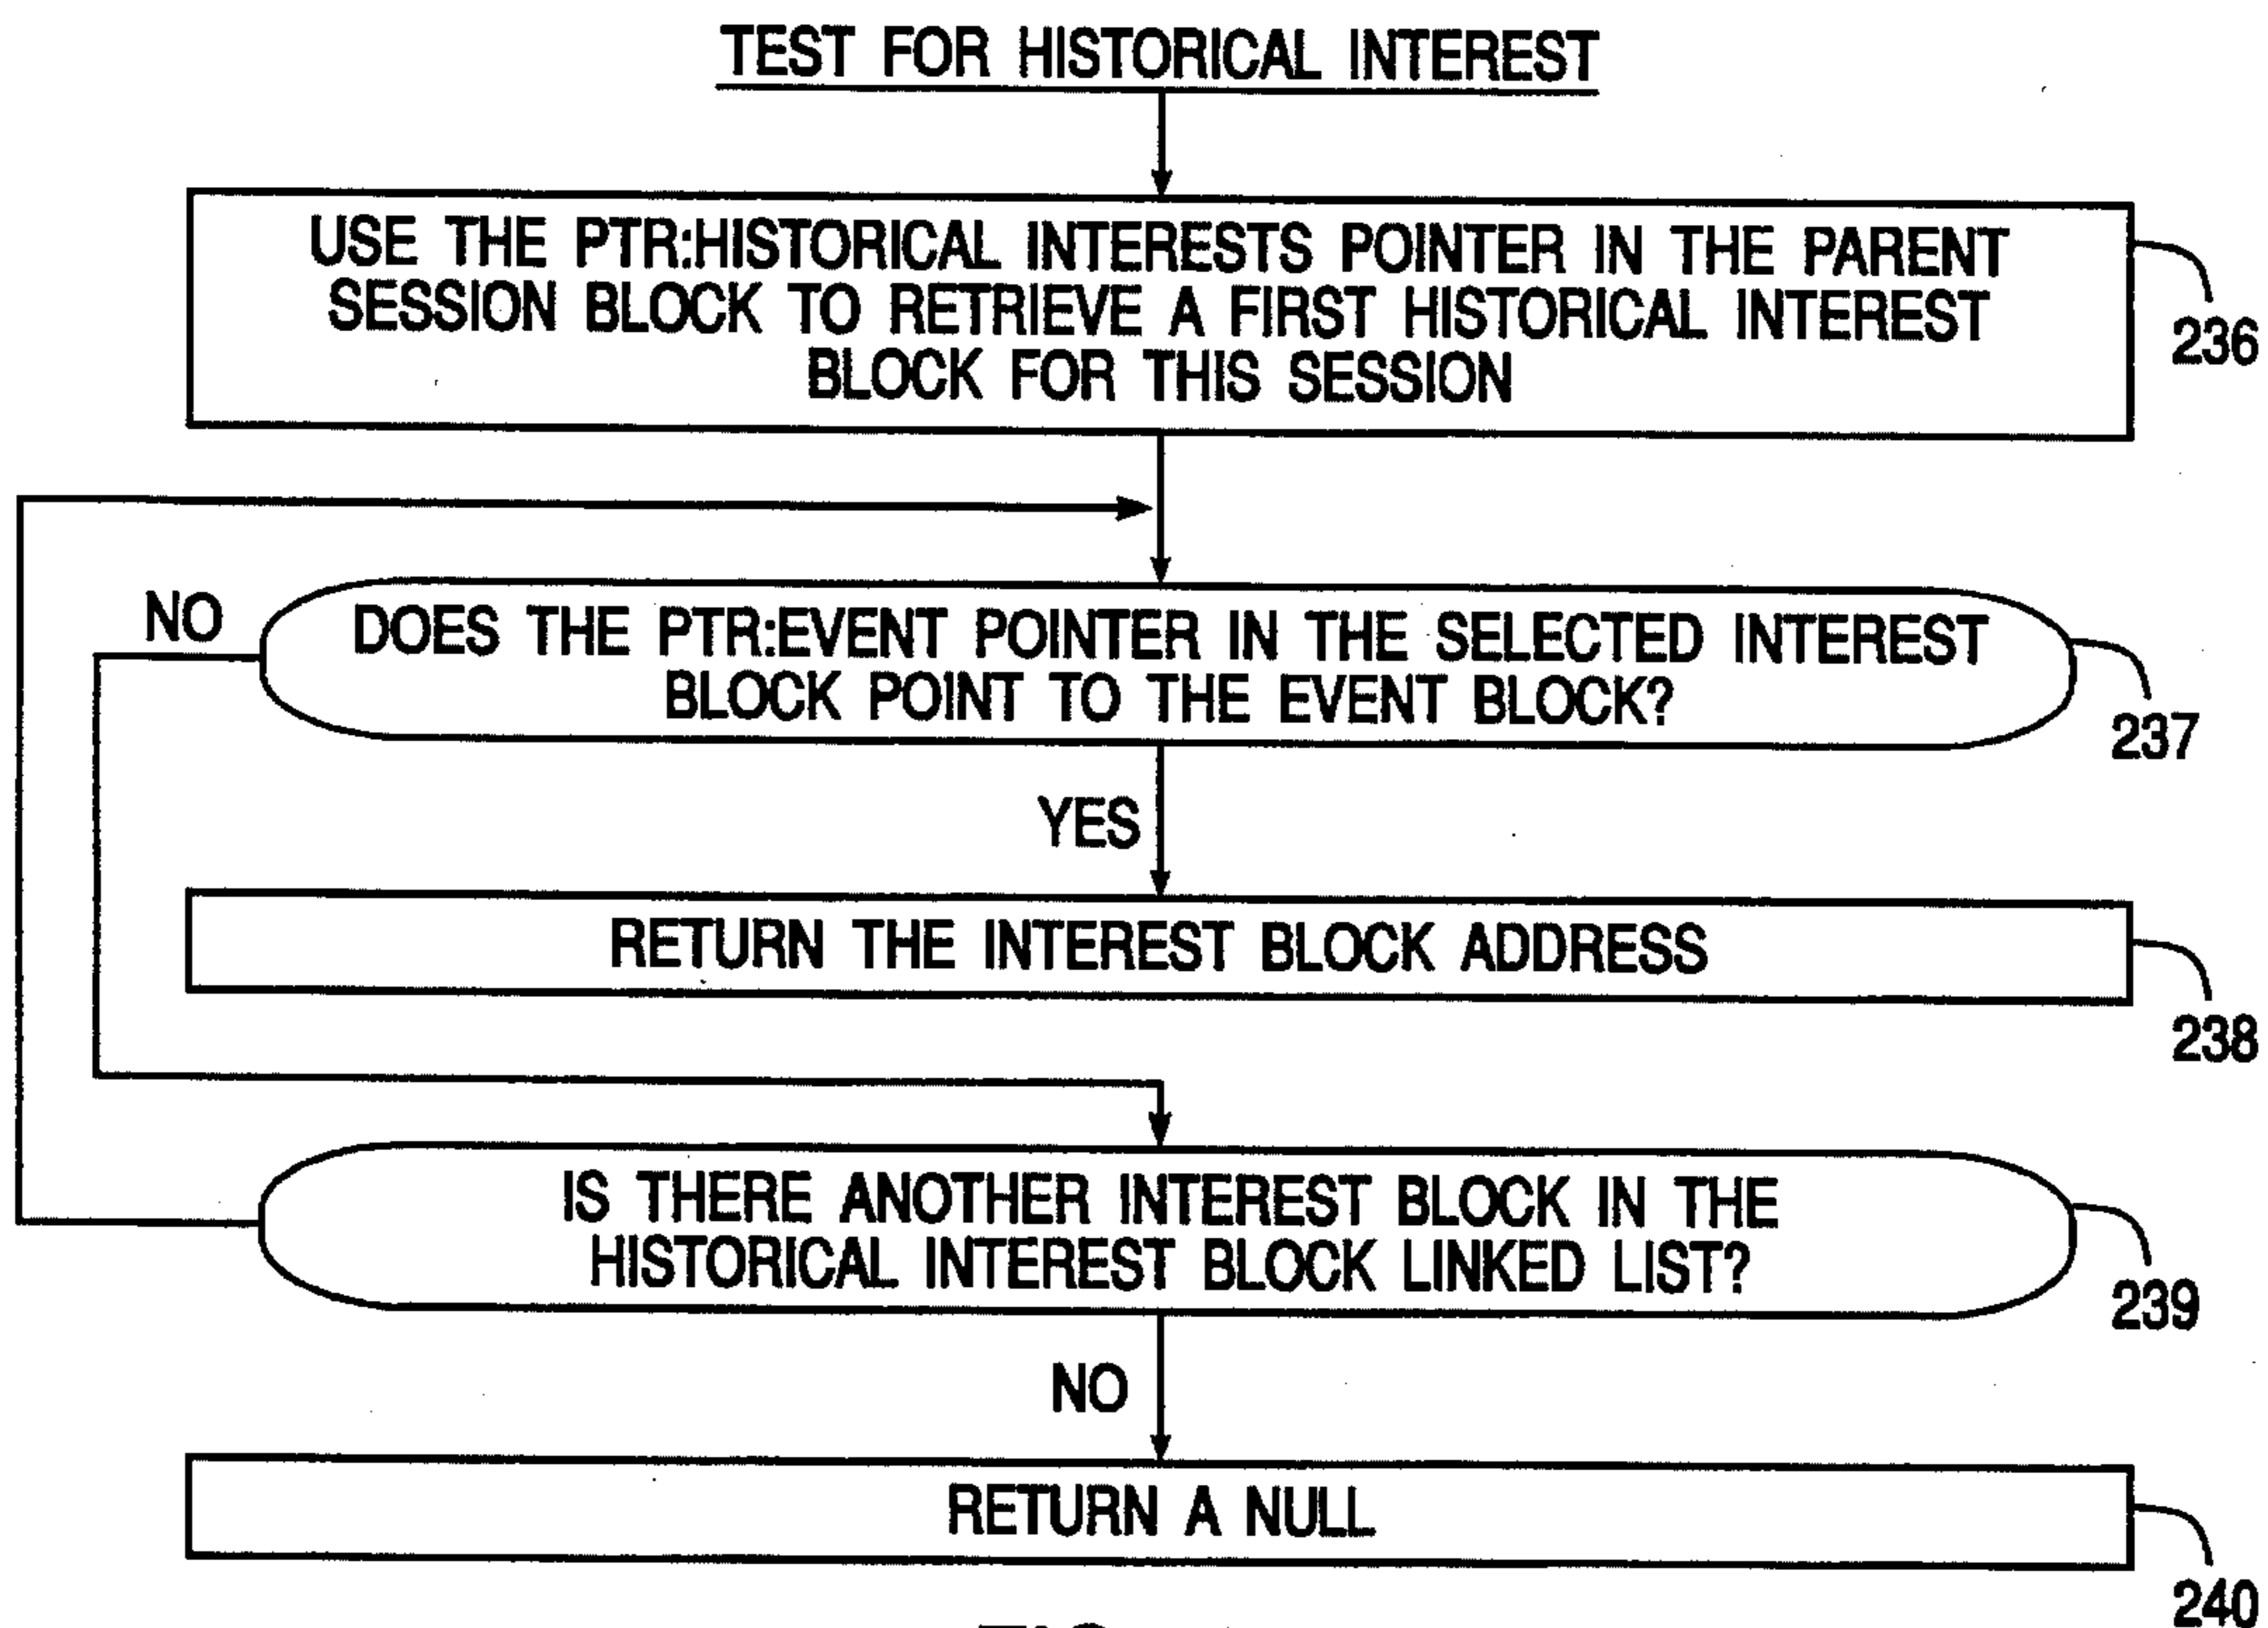 TEST FOR HISTORICAL INTEREST
USE THE PTR:HISTORICAL INTERESTS POINTER IN THE PARENT
SESSION BLOCK TO RETRIEVE A FIRST HISTORICAL INTEREST
BLOCK FOR THIS SESSION
236
NO
DOES THE PTR:EVENT POINTER IN THE SELECTED INTEREST
BLOCK POINT TO THE EVENT BLOCK?
237
YES
RETURN THE INTEREST BLOCK ADDRESS
238
IS THERE ANOTHER INTEREST BLOCK IN THE
HISTORICAL INTEREST BLOCK LINKED LIST?
239
NO
RETURN A NULL
240